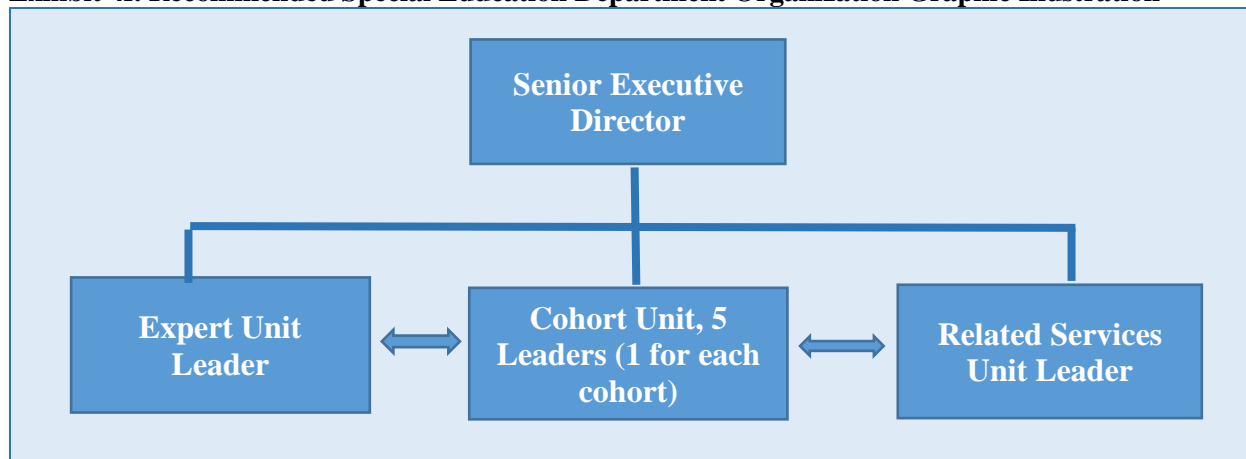 Senior Executive
Director
Expert Unit
Leader
Cohort Unit, 5
Leaders (1 for each
cohort)
Related Services
Unit Leader